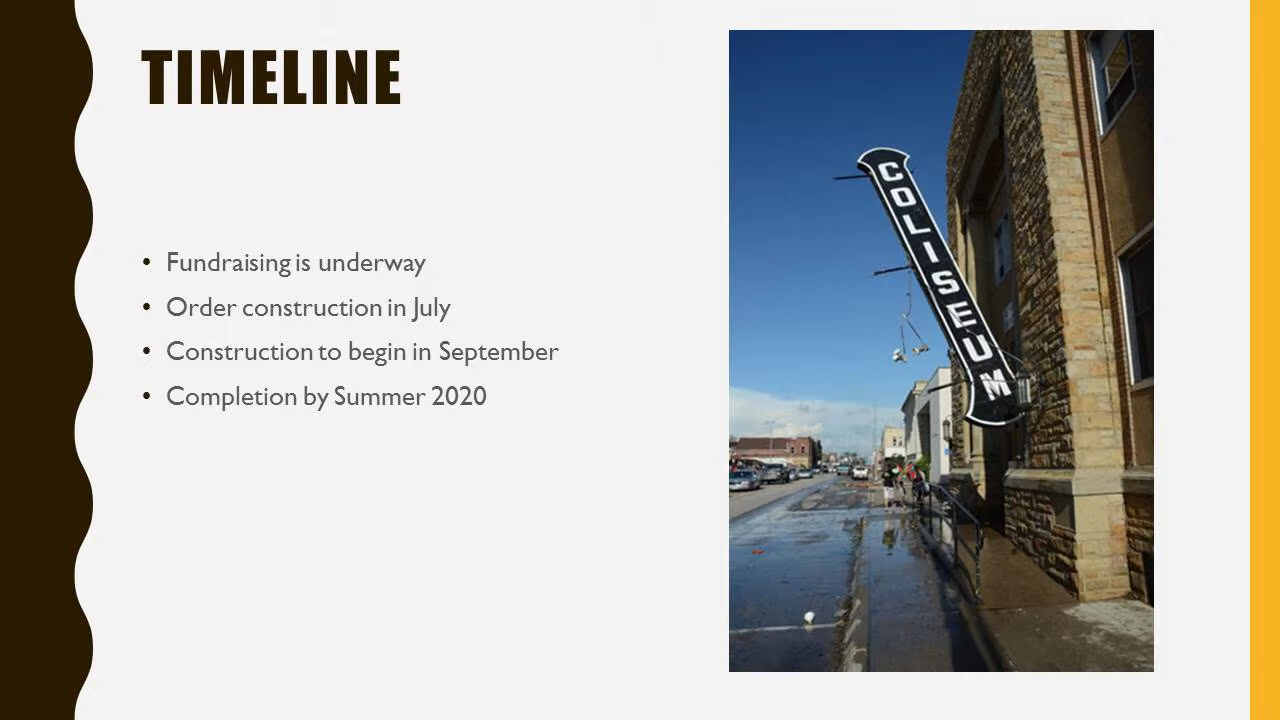 TIMELINE
• Fundraising is underway
• Order construction in July
• Construction to begin in September
• Completion by Summer 2020
COLISEUM